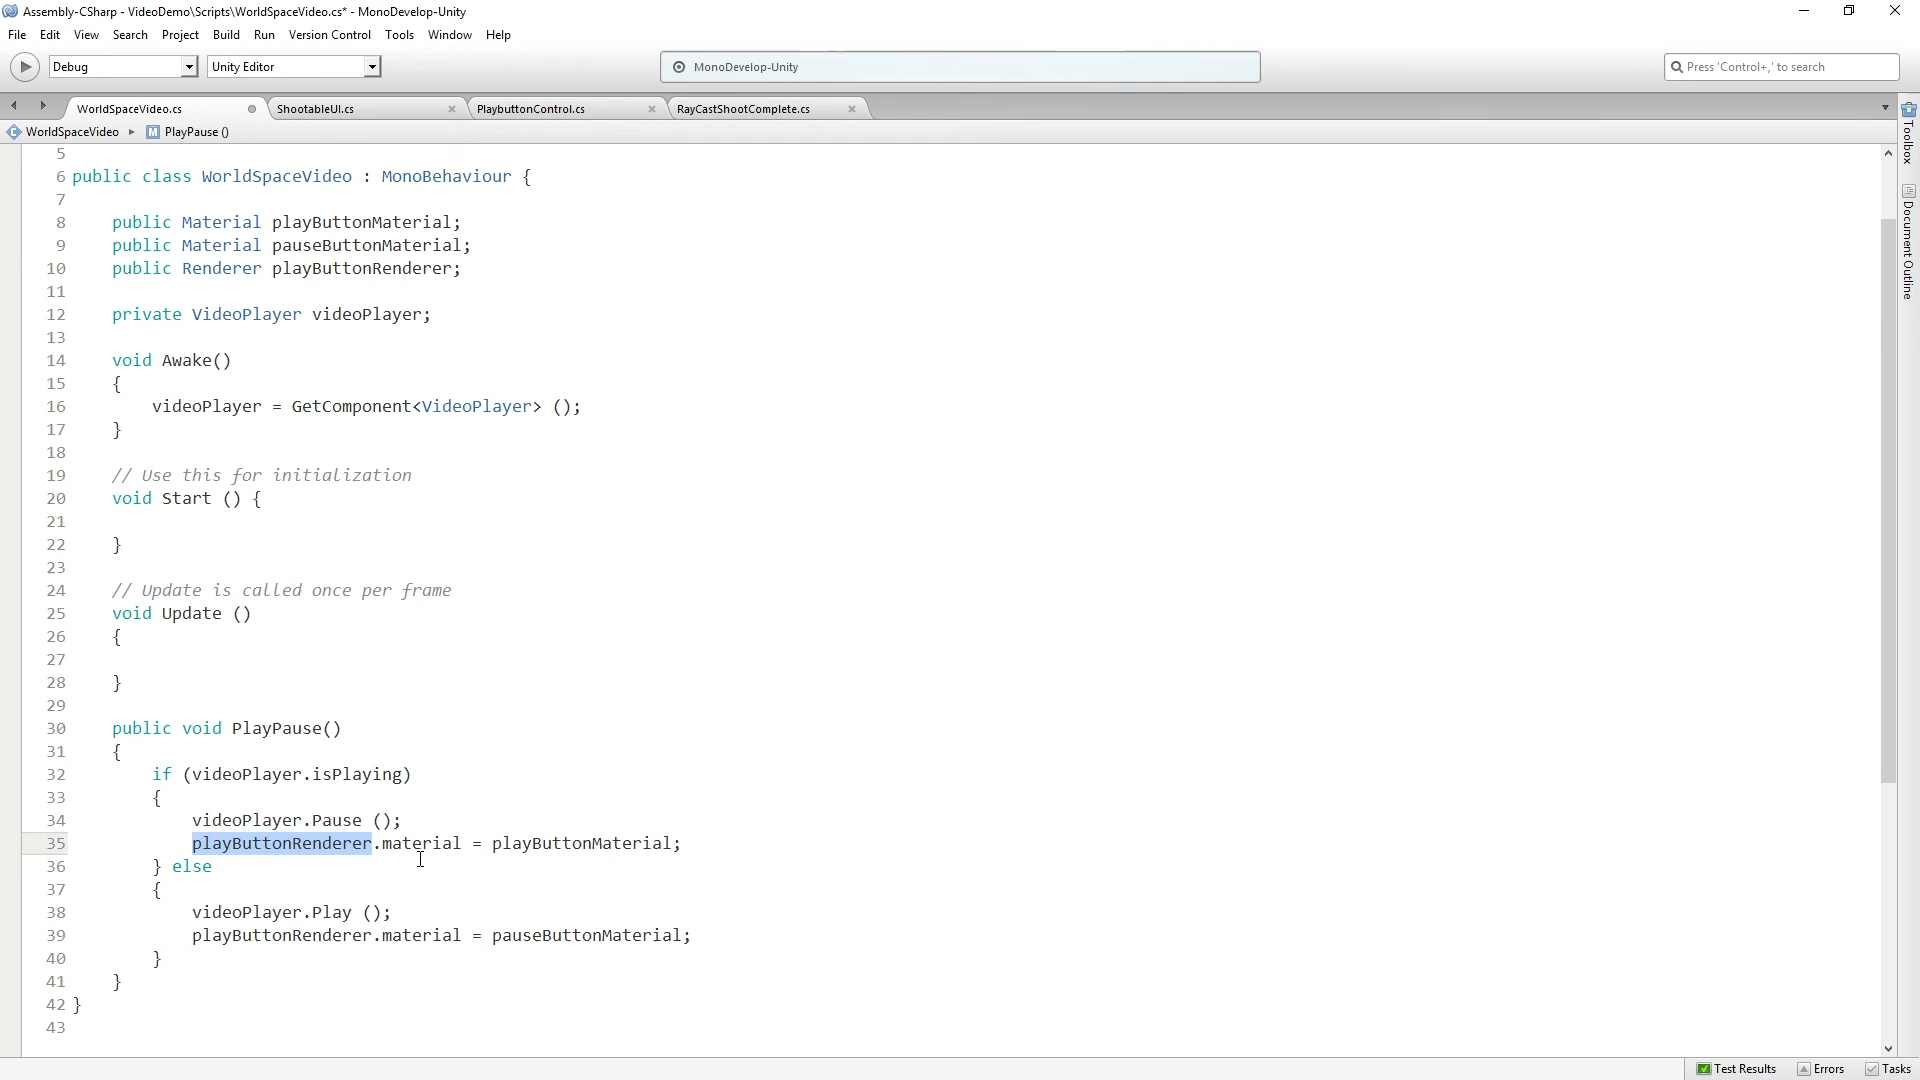 Assembly-CSharp - VideoDemo\Scripts\WorldSpaceVideo.cs* - MonoDevelop-Unity
File Edit View Search Project Build Run Version Control Tools Window Help
Debug Unity Editor MonoDevelop-Unity Press 'Control+,' to search
WorldSpaceVideo.cs ShootableUI.cs PlaybuttonControl.cs RayCastShootComplete.cs
WorldSpaceVideo PlayPause ()
Toolbox
Document Outline
5
6 public class WorldSpaceVideo : MonoBehaviour {
7
8 public Material playButtonMaterial;
9 public Material pauseButtonMaterial;
10 public Renderer playButtonRenderer;
11
12 private VideoPlayer videoPlayer;
13
14 void Awake()
15 {
16 videoPlayer = GetComponent<VideoPlayer> ();
17 }
18
19 // Use this for initialization
20 void Start () {
21
22 }
23
24 // Update is called once per frame
25 void Update ()
26 {
27
28 }
29
30 public void PlayPause()
31 {
32 if (videoPlayer.isPlaying)
33 {
34 videoPlayer.Pause ();
35 playButtonRenderer.material = playButtonMaterial;
36 } else
37 {
38 videoPlayer.Play ();
39 playButtonRenderer.material = pauseButtonMaterial;
40 }
41 }
42 }
43
Test Results Errors Tasks